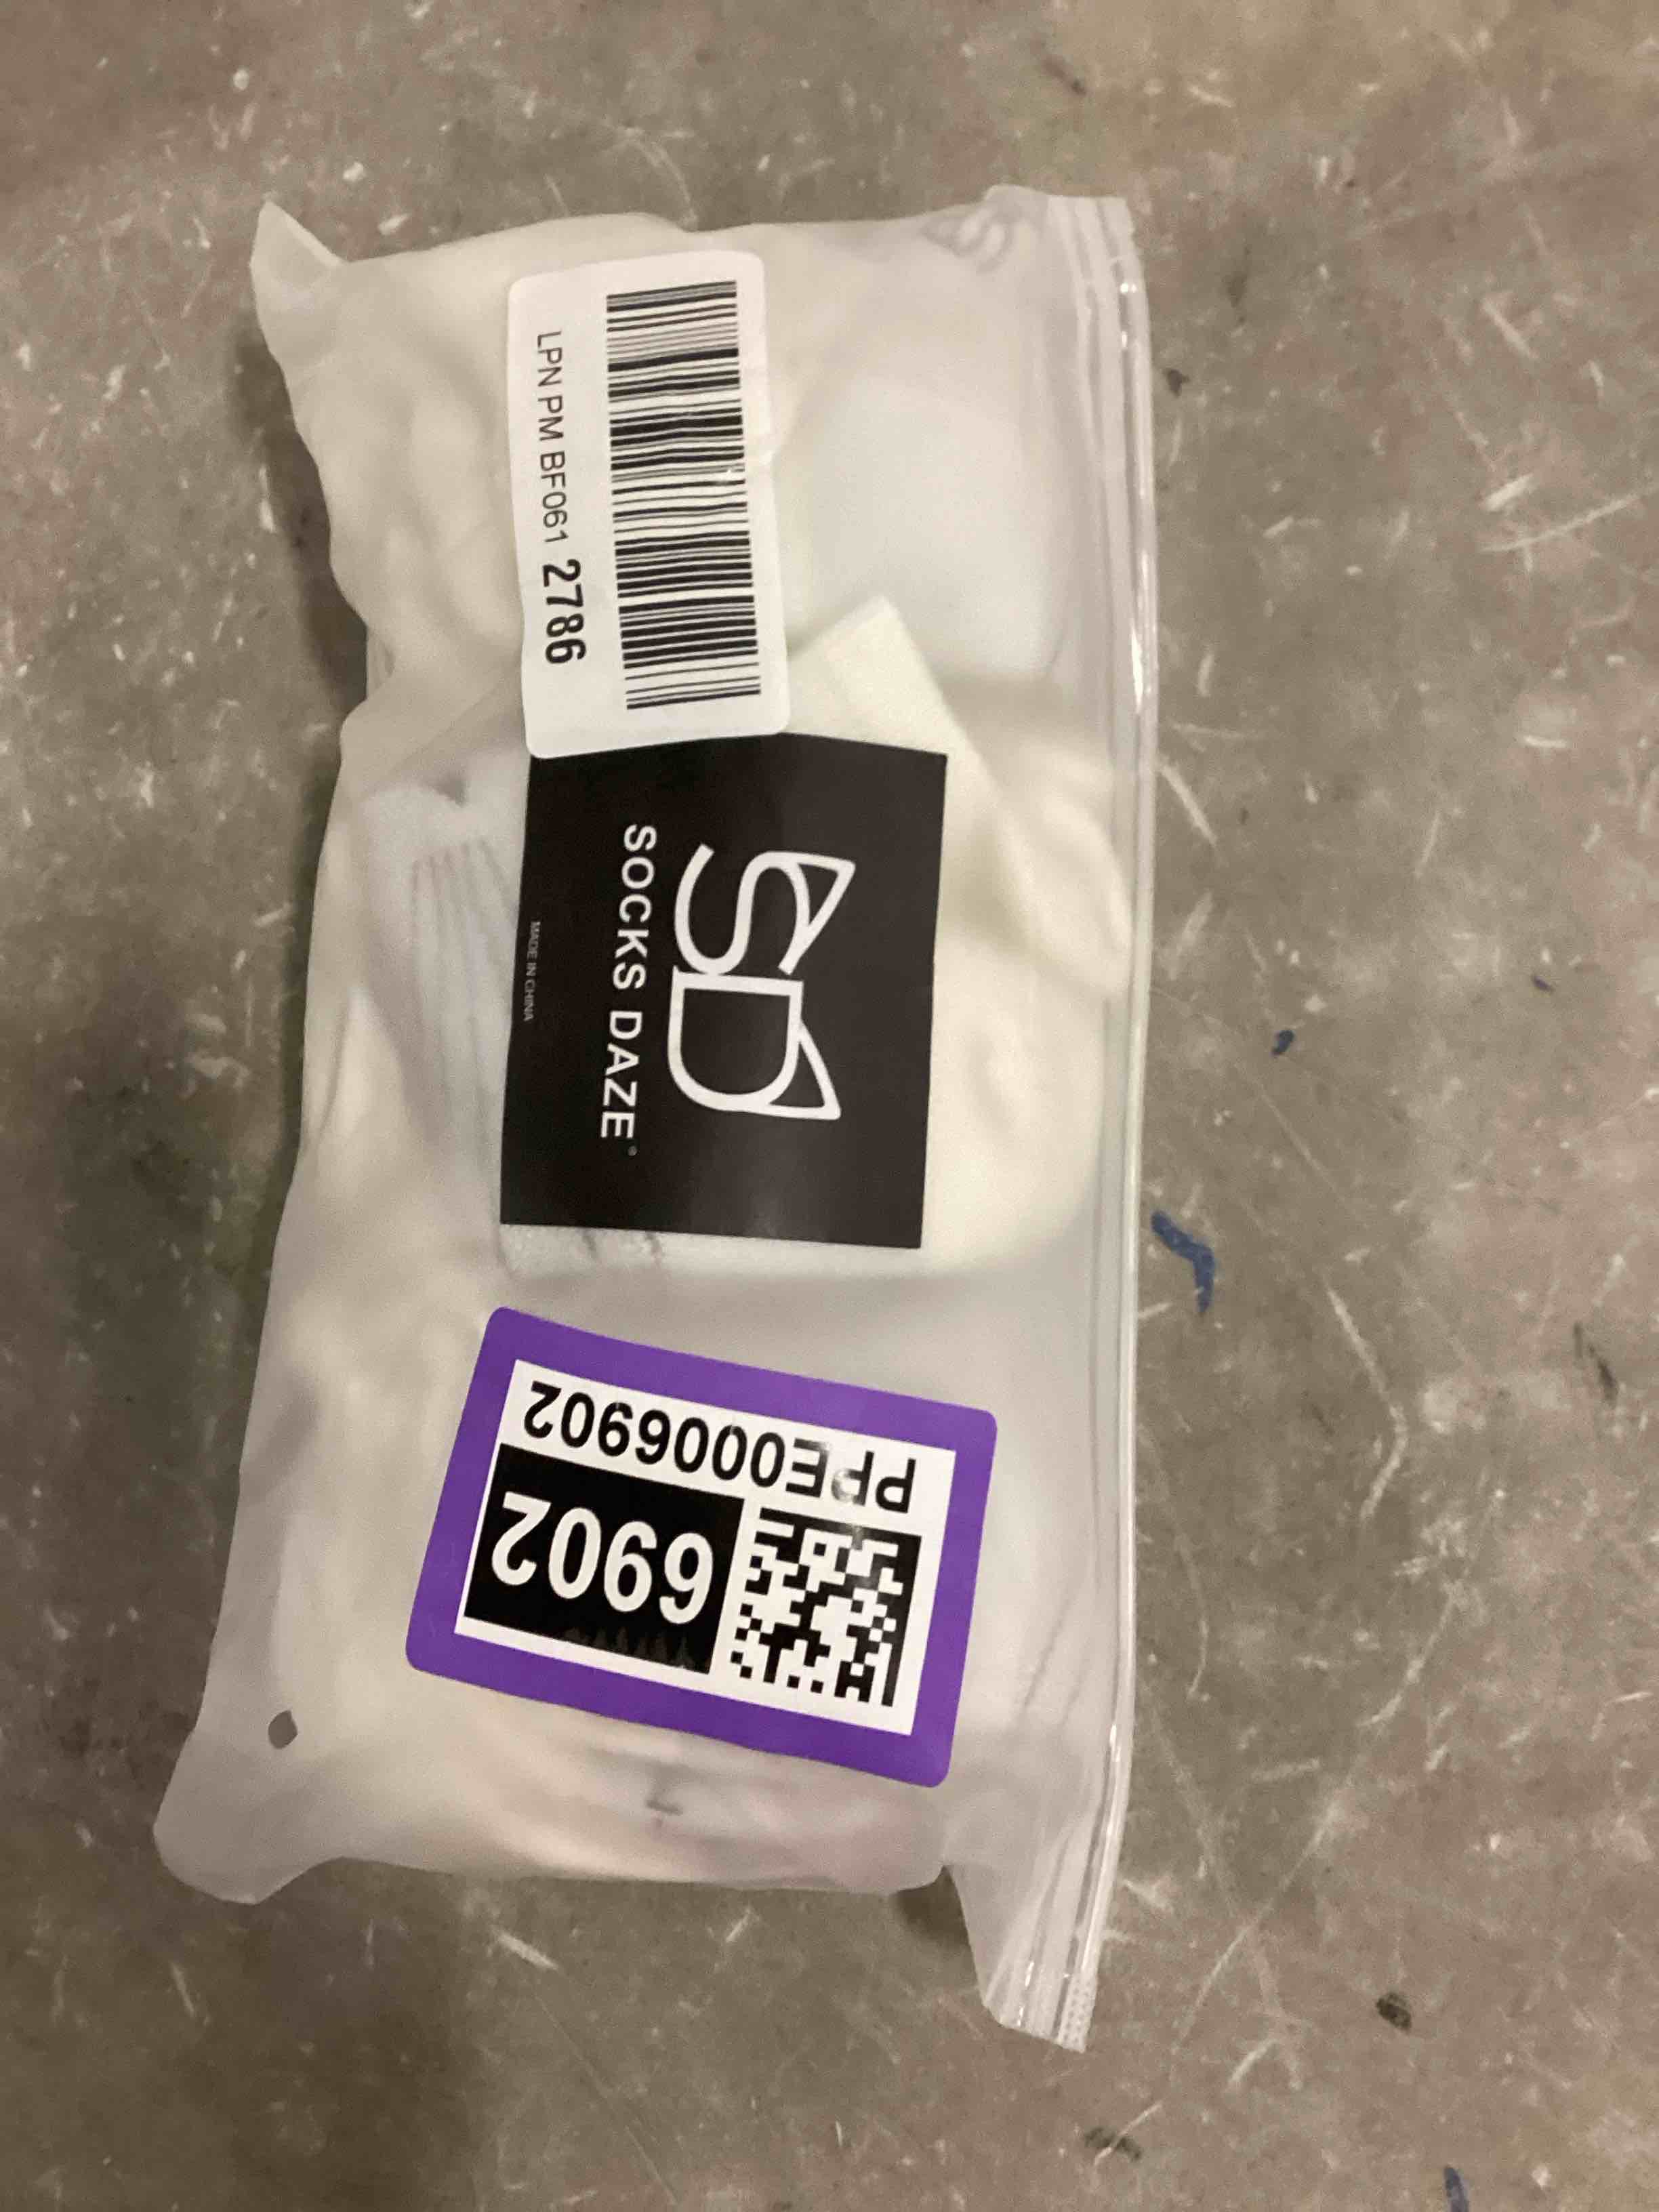 LPN PM BF061 2786
SD
SOCKS DAZE
MADE IN CHINA
PPE0006902
6902